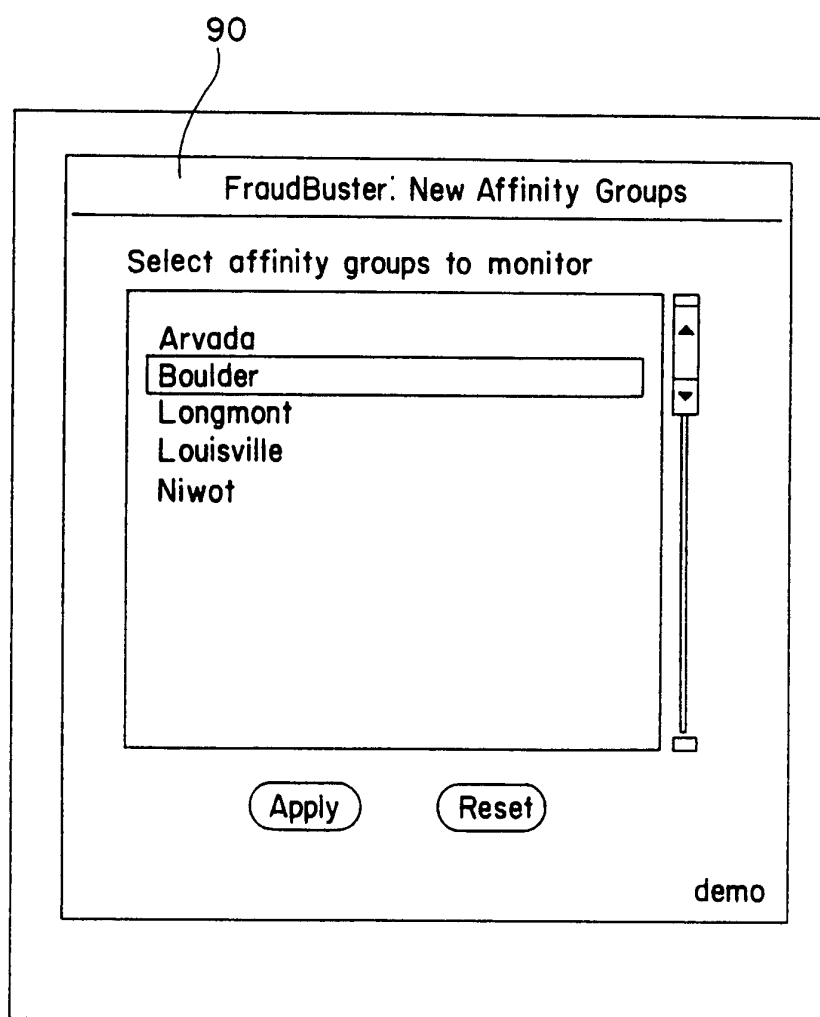 90
FraudBuster: New Affinity Groups
Select affinity groups to monitor
Arvada
Boulder
Longmont
Louisville
Niwot
Apply
Reset
demo